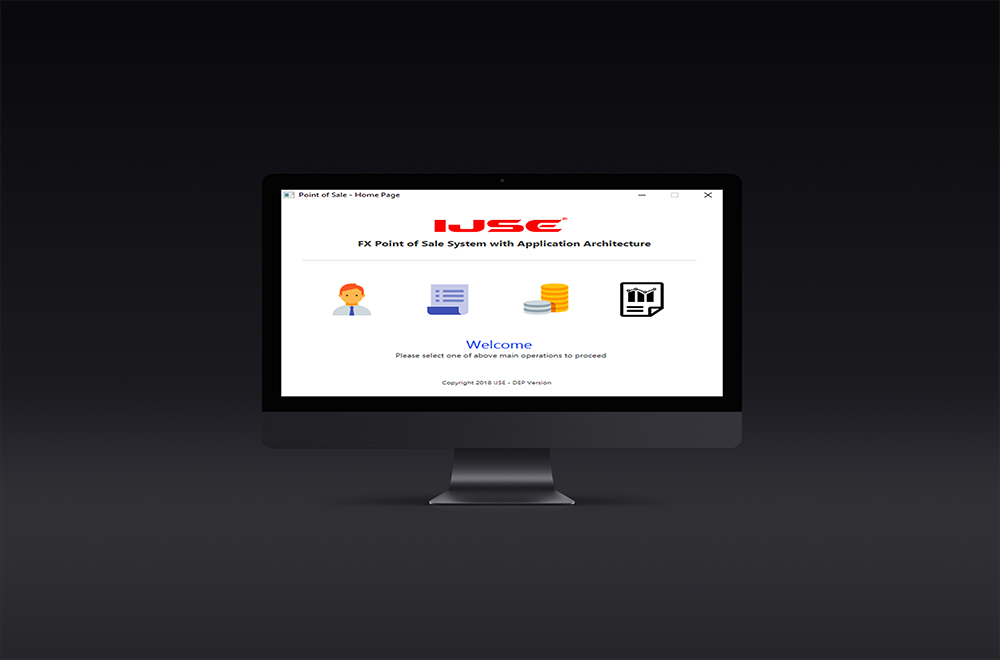 Point of Sale - Home Page
IJSE®
FX Point of Sale System with Application Architecture
Welcome
Please select one of above main operations to proceed
Copyright 2018 IJSE - DEP Version